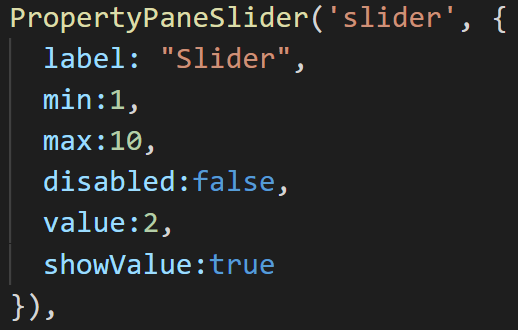 PropertyPaneSlider('slider', {
label: "Slider",
min:1,
max:10,
disabled:false,
value:2,
showValue:true
}),